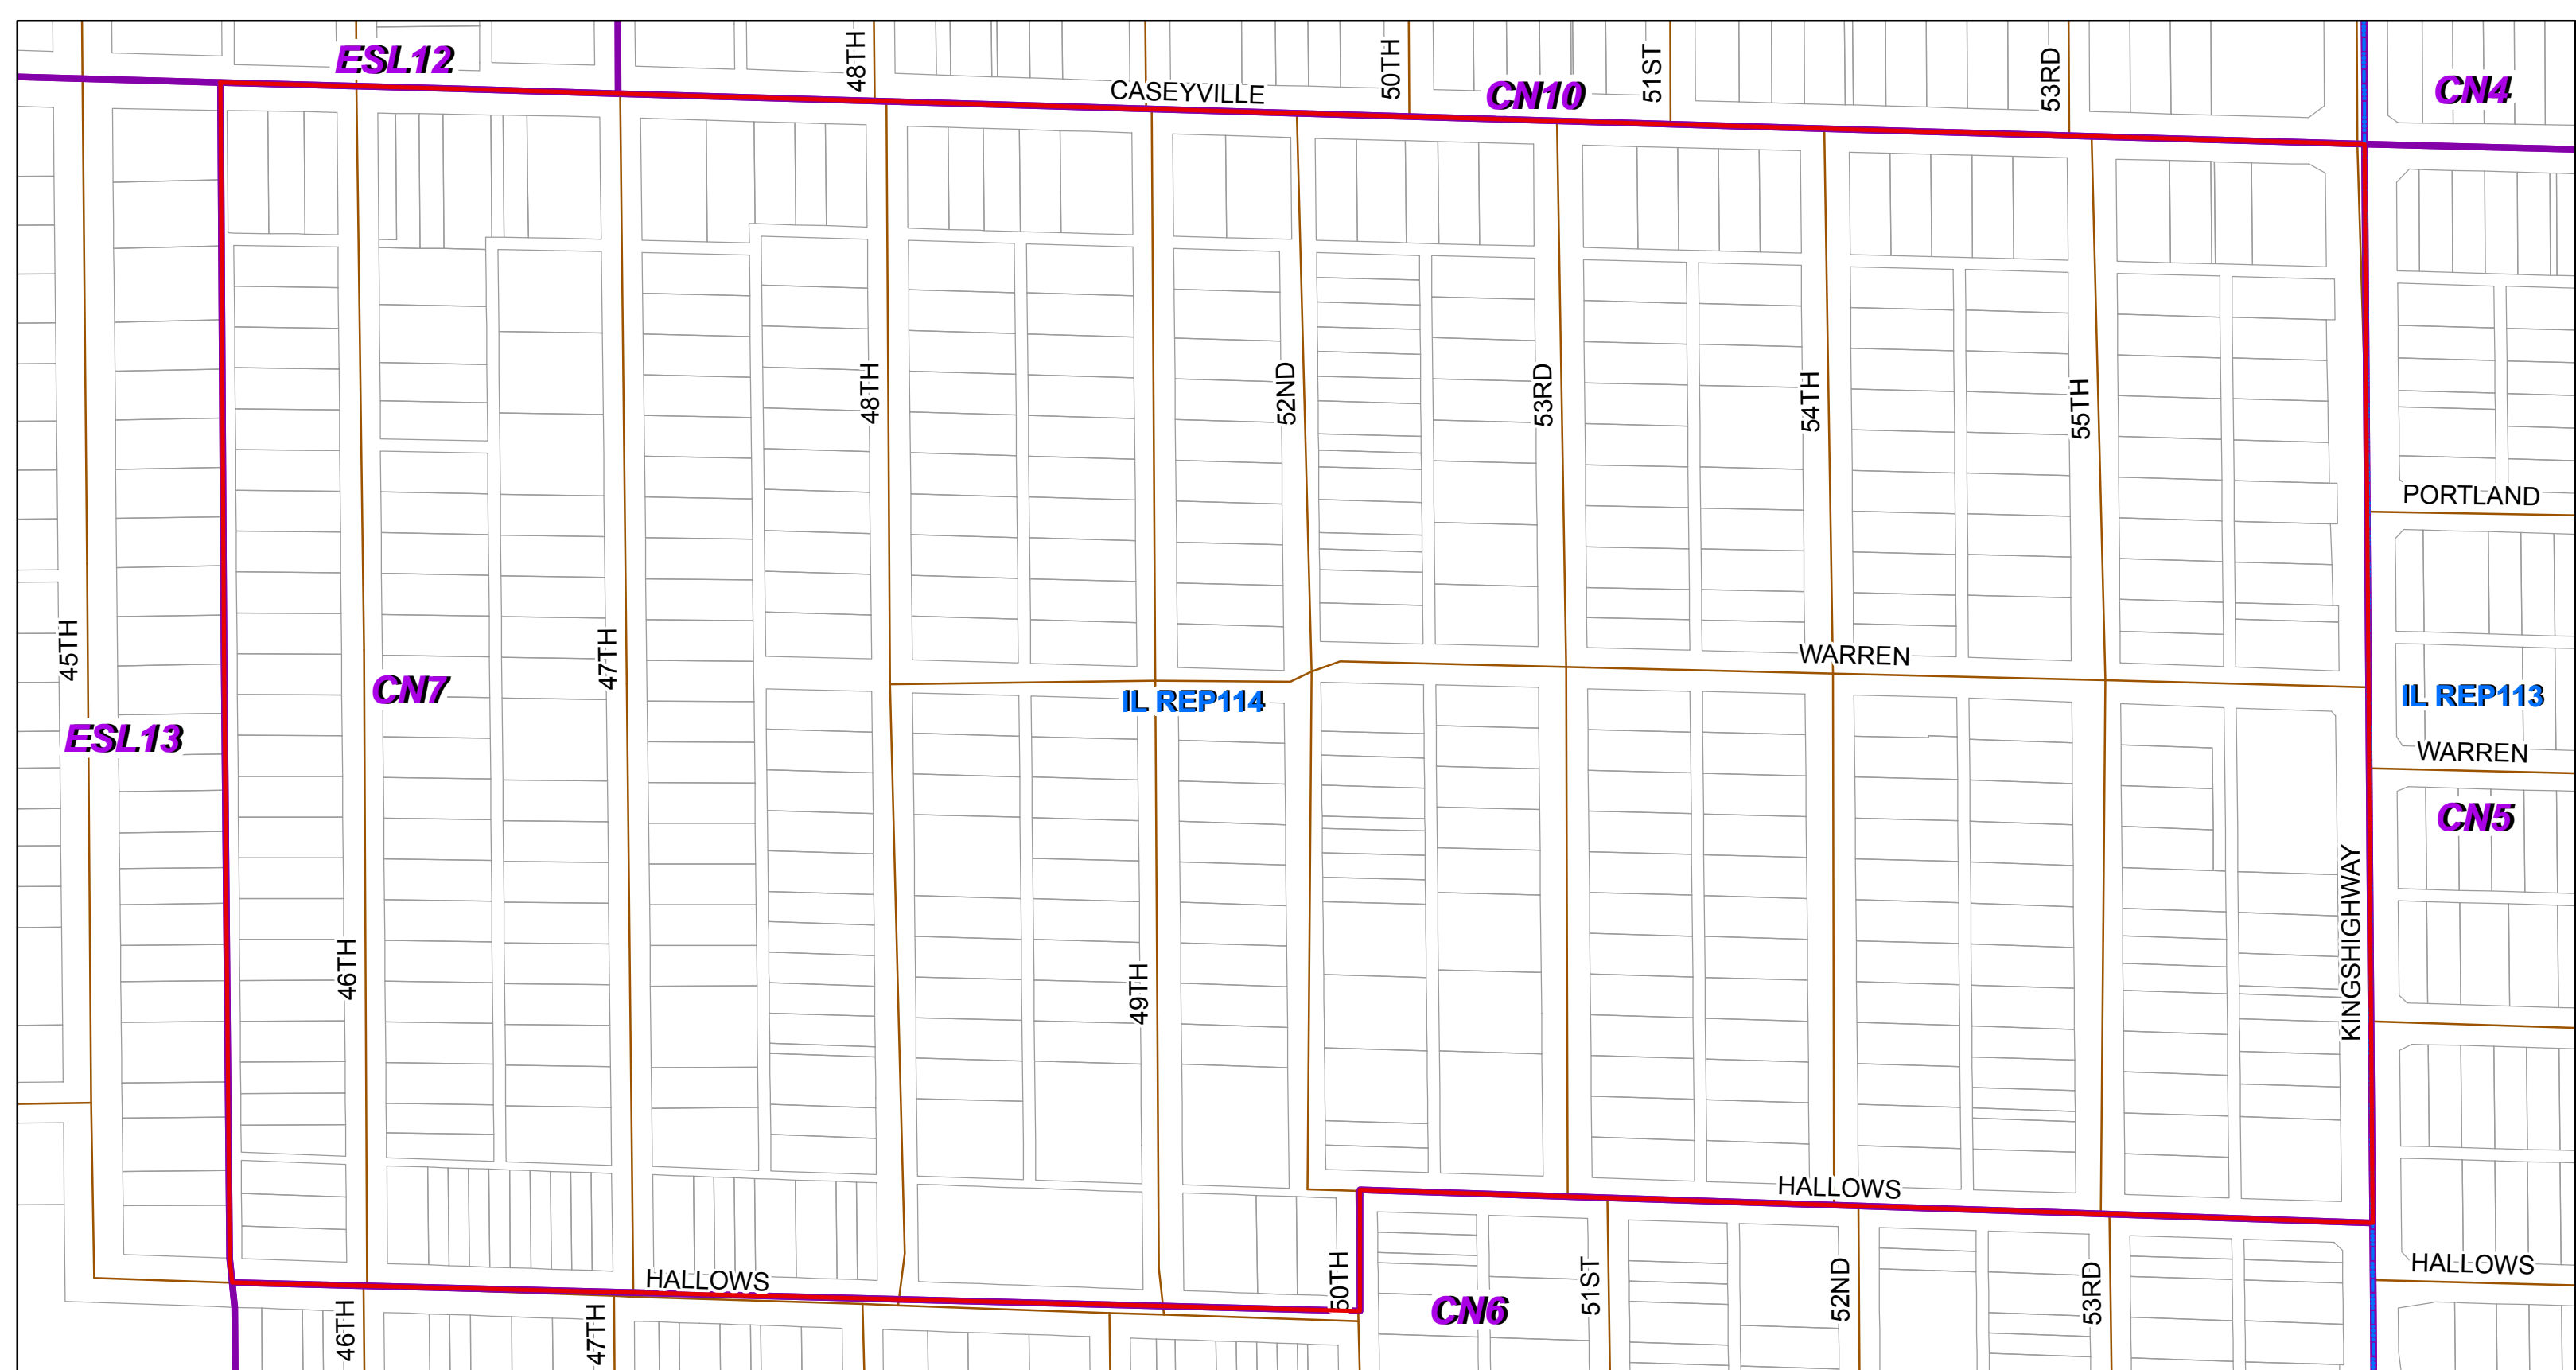 ESL12
48TH
50TH
51ST
53RD
CN10
CN4
CASEYVILLE
48TH
52ND
53RD
54TH
55TH
PORTLAND
45TH
47TH
WARREN
CN7
IL REP114
IL REP113
ESL13
WARREN
CN5
46TH
49TH
KINGSHIGHWAY
HALLOWS
HALLOWS
HALLOWS
50TH
51ST
52ND
53RD
CN6
46TH
47TH